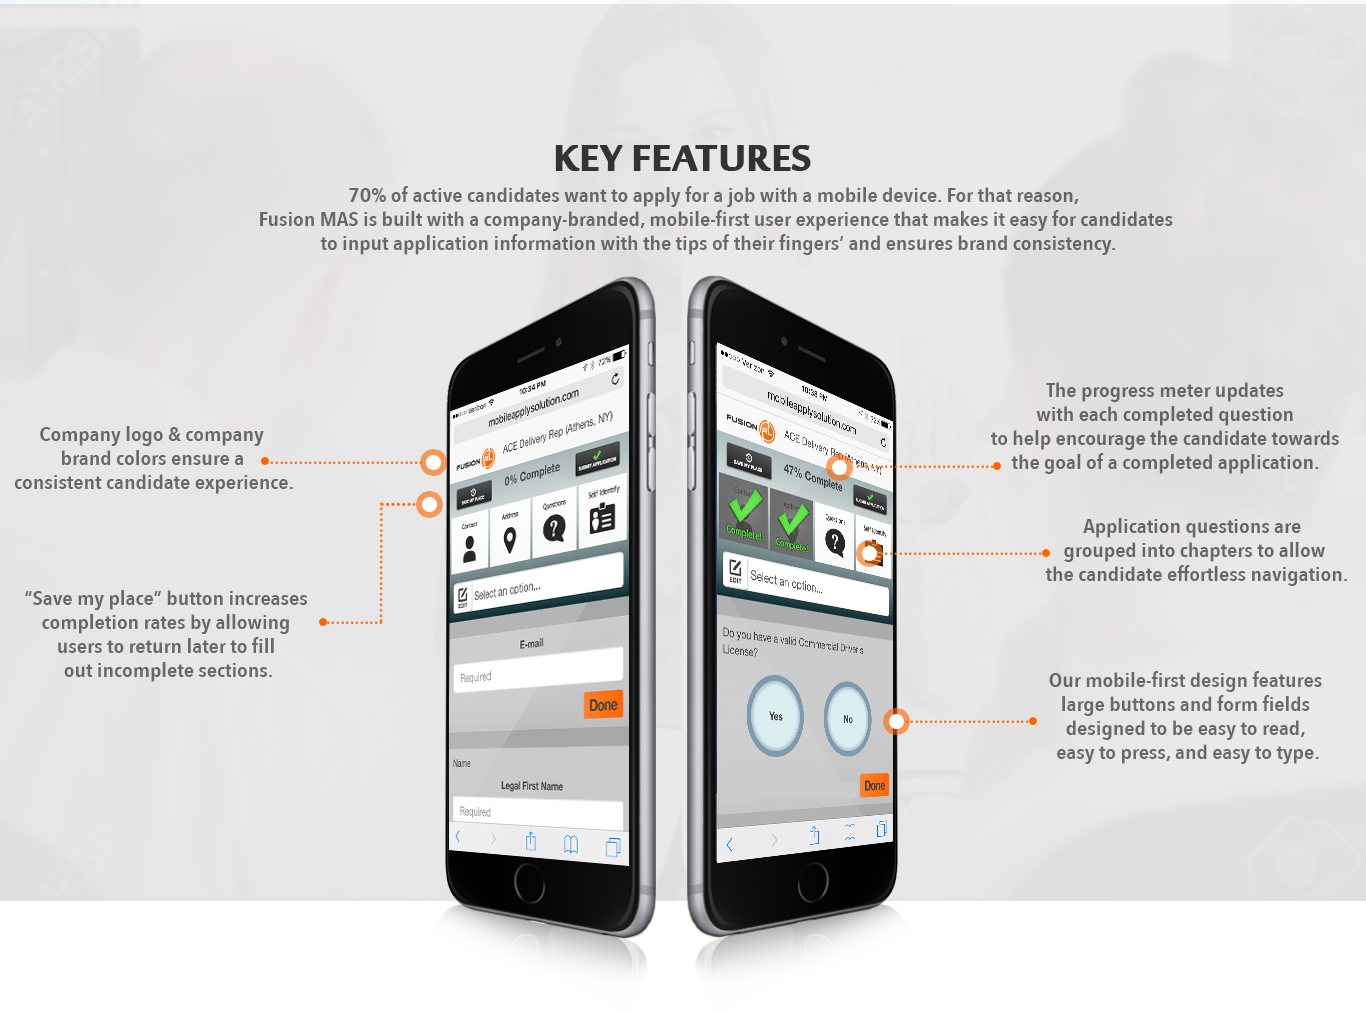 KEY FEATURES
70% of active candidates want to apply for a job with a mobile device. For that reason,
Fusion MAS is built with a company-branded, mobile-first user experience that makes it easy for candidates
to input application information with the tips of their fingers’ and ensures brand consistency.
Company logo & company
brand colors ensure a
consistent candidate experience.
“Save my place” button increases
completion rates by allowing
users to return later to fill
out incomplete sections.
10:34 PM
72%
Verizon
mobileapplysolution.com
FUSION
ACE Delivery Rep (Athens, NY)
SAVE MY PLACE
0% Complete
SUBMIT APPLICATION
Contact
Address
Questions
Self Identify
EDIT
Select an option...
E-mail
Required
Done
Name
Legal First Name
Required
Verizon
10:38 PM
mobileapplysolution.com
FUSION
ACE Delivery Rep (Athens, NY)
SAVE MY PLACE
47% Complete
Contact
Complete!
Complete!
Questions
Self Identify
EDIT
Select an option...
Do you have a valid Commercial Driver's
License?
Yes
No
Done
The progress meter updates
with each completed question
to help encourage the candidate towards
the goal of a completed application.
Application questions are
grouped into chapters to allow
the candidate effortless navigation.
Our mobile-first design features
large buttons and form fields
designed to be easy to read,
easy to press, and easy to type.